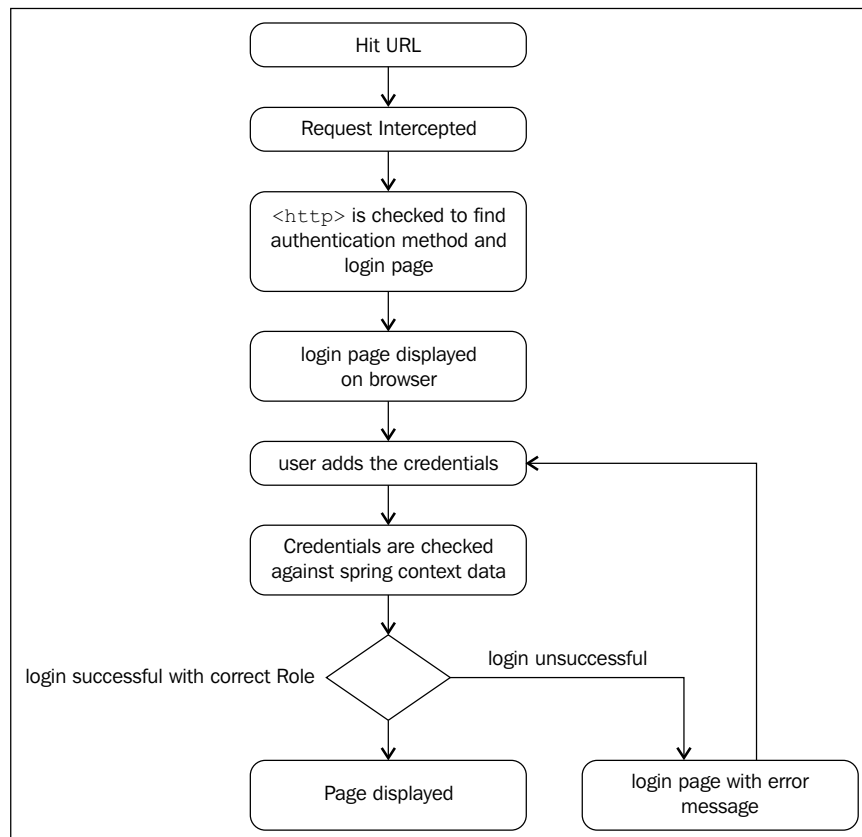 Hit URL
Request Intercepted
<http> is checked to find
authentication method and
login page
login page displayed
on browser
user adds the credentials
Credentials are checked
against spring context data
login successful with correct Role
login unsuccessful
Page displayed
login page with error
message